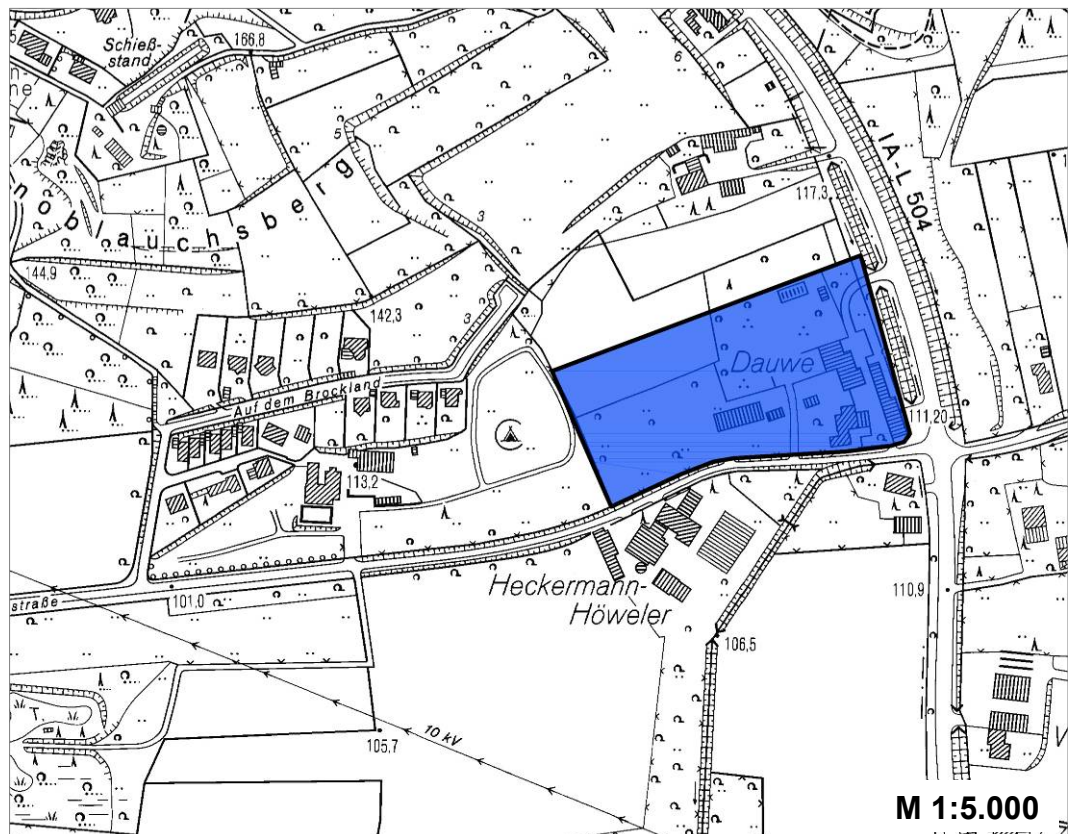 166,8
Schieß-
stand
6
5
IA-L 504
117,3
noblauchsberg
3
144,9
142,3
3
Dauwe
Auf dem Brockland
111,20
113,2
Heckermann-
Höweler
110,9
straße
101,0
106,5
T.
10 kV
105,7
M 1:5.000